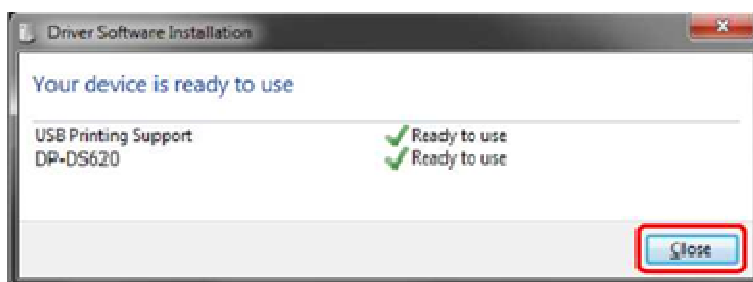 Driver Software Installation
Your device is ready to use
USB Printing Support Ready to use
DP-DS620 Ready to use
Close